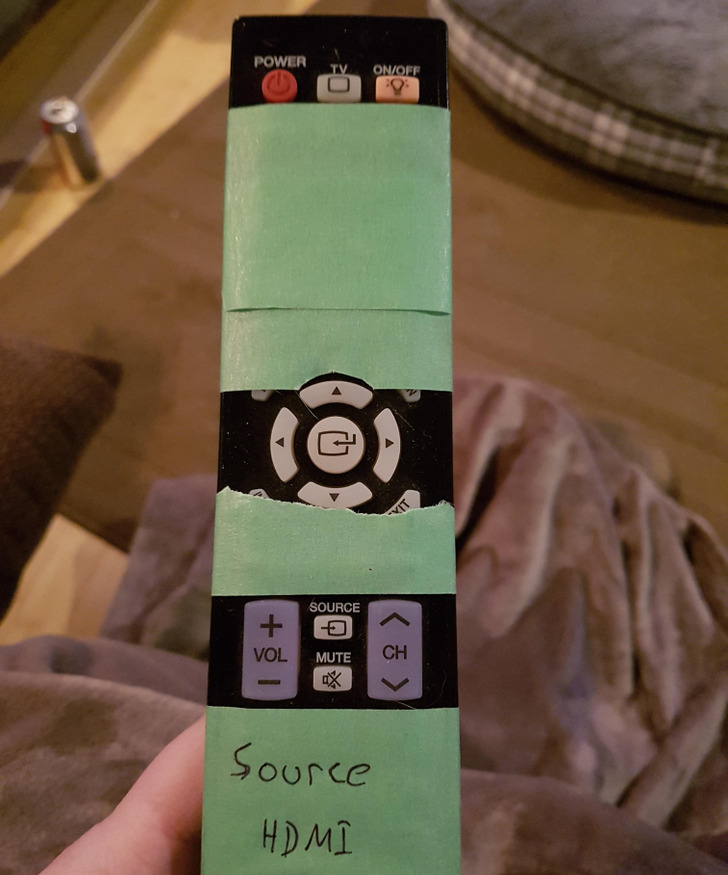 POWER TV ON/OFF
SOURCE
+ VOL − CH
MUTE
Source
HDMI